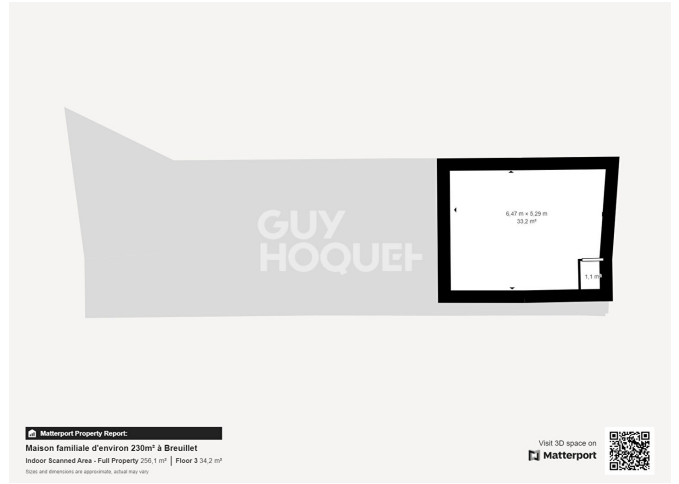 GUY
HOQUET
6,47 m × 5,29 m
33,2 m²
1,1 m²
Matterport Property Report:
Maison familiale d'environ 230m² à Breuillet
Indoor Scanned Area - Full Property 256,1 m² | Floor 3 34,2 m²
Sizes and dimensions are approximate, actual may vary.
Visit 3D space on
Matterport